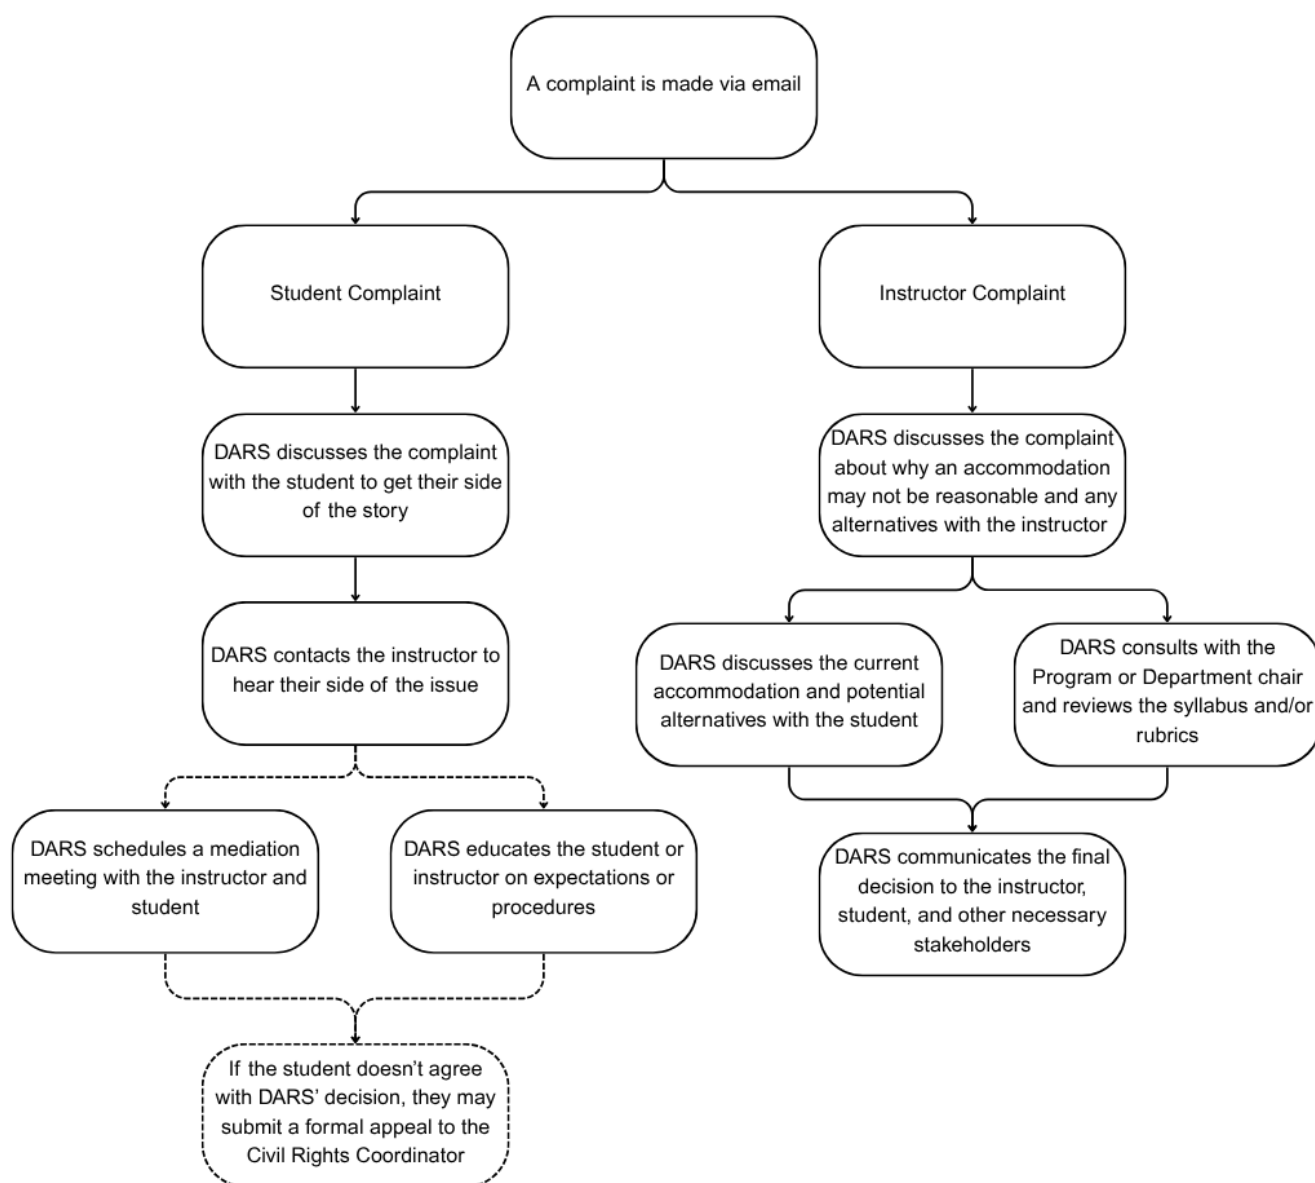 A complaint is made via email
Student Complaint
Instructor Complaint
DARS discusses the complaint
with the student to get their side
of the story
DARS discusses the complaint
about why an accommodation
may not be reasonable and any
alternatives with the instructor
DARS contacts the instructor to
hear their side of the issue
DARS discusses the current
accommodation and potential
alternatives with the student
DARS consults with the
Program or Department chair
and reviews the syllabus and/or
rubrics
DARS schedules a mediation
meeting with the instructor and
student
DARS educates the student or
instructor on expectations or
procedures
DARS communicates the final
decision to the instructor,
student, and other necessary
stakeholders
If the student doesn’t agree
with DARS’ decision, they may
submit a formal appeal to the
Civil Rights Coordinator